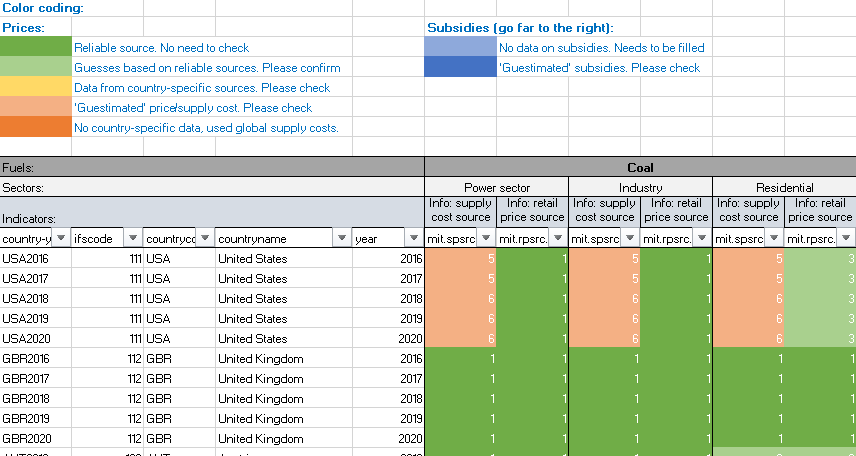 Color coding:
Prices: Subsidies (go far to the right):
Reliable source. No need to check No data on subsidies. Needs to be filled
Guesses based on reliable sources. Please confirm 'Guestimated' subsidies. Please check
Data from country-specific sources. Please check
'Guestimated' price/supply cost. Please check
No country-specific data, used global supply costs.
Fuels: Coal
Sectors: Power sector Industry Residential
Indicators: Info: supply cost source Info: retail price source Info: supply cost source Info: retail price source Info: supply cost source Info: retail price source
country-y ifscode countryco countryname year mit.spsrc mit.rpsrc. mit.spsrc mit.rpsrc. mit.spsrc mit.rpsrc.
USA2016 111 USA United States 2016 5 1 5 1 5 3
USA2017 111 USA United States 2017 5 1 5 1 5 3
USA2018 111 USA United States 2018 6 1 6 1 6 3
USA2019 111 USA United States 2019 6 1 6 1 6 3
USA2020 111 USA United States 2020 6 1 6 1 6 3
GBR2016 112 GBR United Kingdom 2016 1 1 1 1 1 1
GBR2017 112 GBR United Kingdom 2017 1 1 1 1 1 1
GBR2018 112 GBR United Kingdom 2018 1 1 1 1 1 1
GBR2019 112 GBR United Kingdom 2019 1 1 1 1 1 1
GBR2020 112 GBR United Kingdom 2020 1 1 1 1 1 1